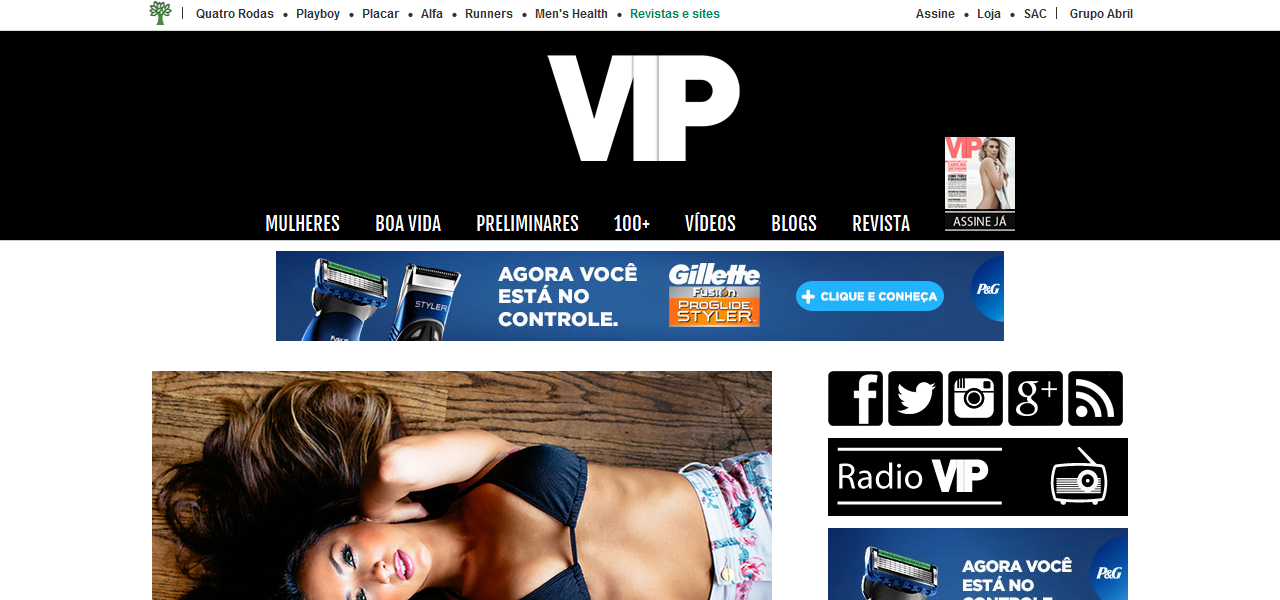 Quatro Rodas • Playboy • Placar • Alfa • Runners • Men's Health • Revistas e sites
Assine • Loja • SAC | Grupo Abril
VIP
VIP
ASSINE JÁ
MULHERES BOA VIDA PRELIMINARES 100+ VÍDEOS BLOGS REVISTA
AGORA VOCÊ
ESTÁ NO
CONTROLE.
STYLER
Gillette
Fusion
PROGLIDE
STYLER
+ CLIQUE E CONHEÇA
P&G
f
g+
Radio VIP
AGORA VOCÊ
ESTÁ NO
CONTROLE
P&G